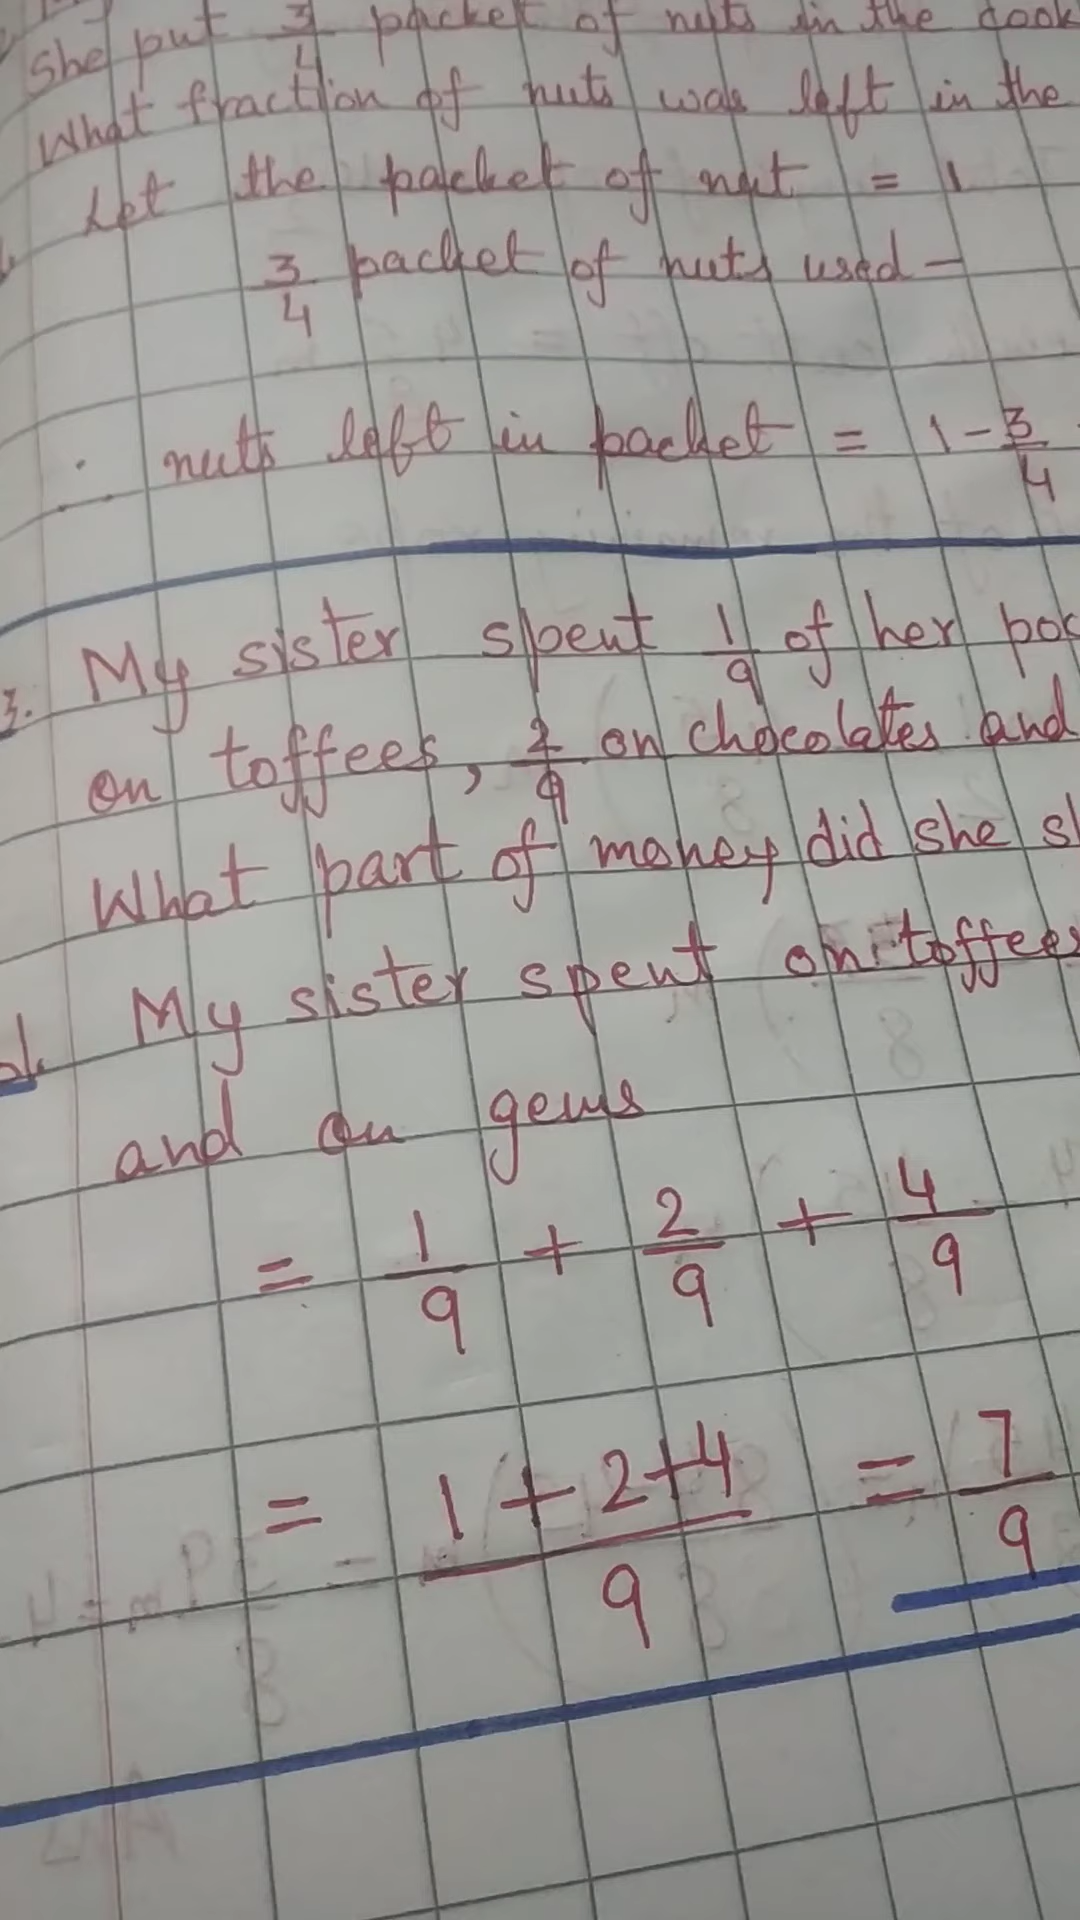 She put 3/4 packet of nuts in the cook
What fraction of nuts was left in the
Let the packet of nut = 1
3/4 packet of nuts used -
nuts left in packet = 1 - 3/4
3. My sister spent 1/9 of her poc
on toffees, 2/9 on chocolates and
What part of money did she s
My sister spent on toffees
and on gems
= 1/9 + 2/9 + 4/9
= 1+2+4/9 = 7/9